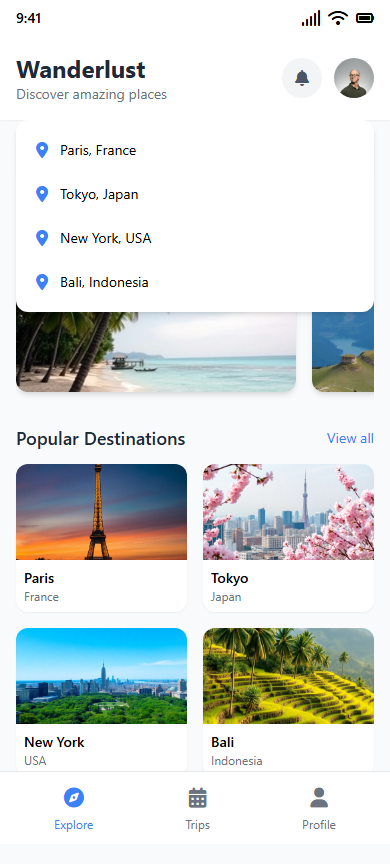 9:41
Wanderlust
Discover amazing places
Paris, France
Tokyo, Japan
New York, USA
Bali, Indonesia
Popular Destinations
View all
Paris
France
Tokyo
Japan
New York
USA
Bali
Indonesia
Explore
Trips
Profile